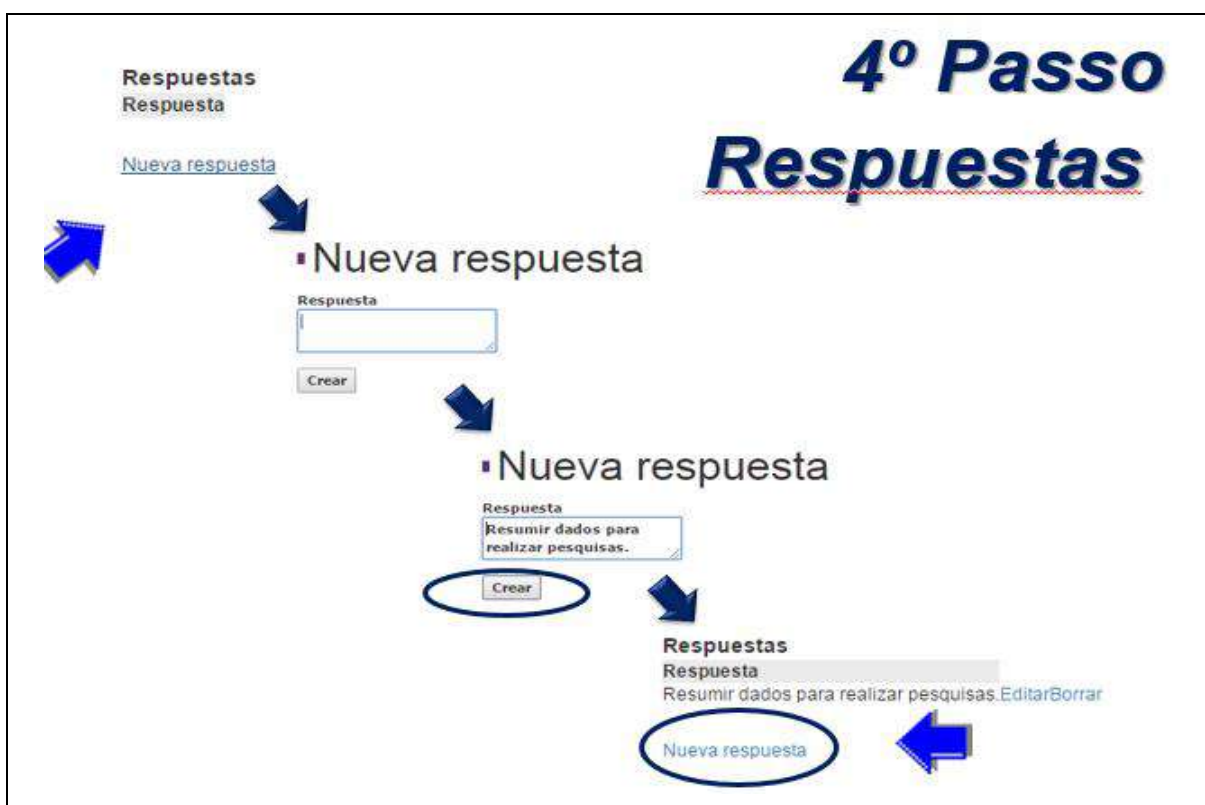 4º Passo
Respuestas
Respuestas
Respuesta
Nueva respuesta
Nueva respuesta
Respuesta
Crear
Nueva respuesta
Respuesta
Resumir dados para
realizar pesquisas.
Crear
Respuestas
Respuesta
Resumir dados para realizar pesquisas.EditarBorrar
Nueva respuesta